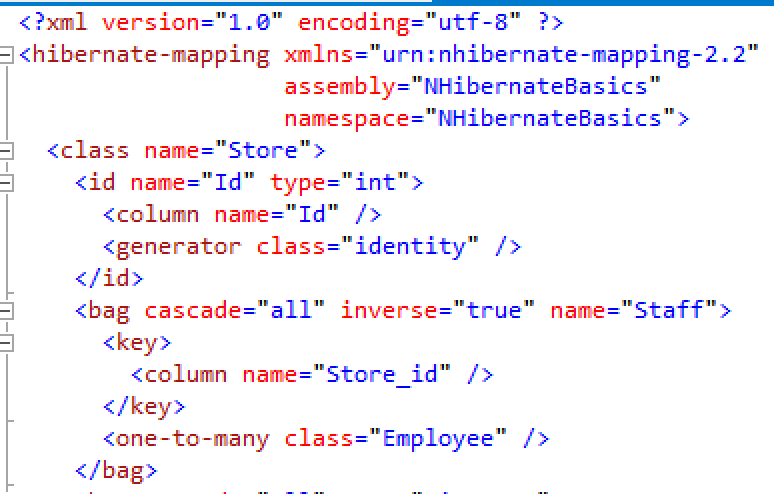 <?xml version="1.0" encoding="utf-8" ?>
<hibernate-mapping xmlns="urn:nhibernate-mapping-2.2"
assembly="NHibernateBasics"
namespace="NHibernateBasics">
<class name="Store">
<id name="Id" type="int">
<column name="Id" />
<generator class="identity" />
</id>
<bag cascade="all" inverse="true" name="Staff">
<key>
<column name="Store_id" />
</key>
<one-to-many class="Employee" />
</bag>